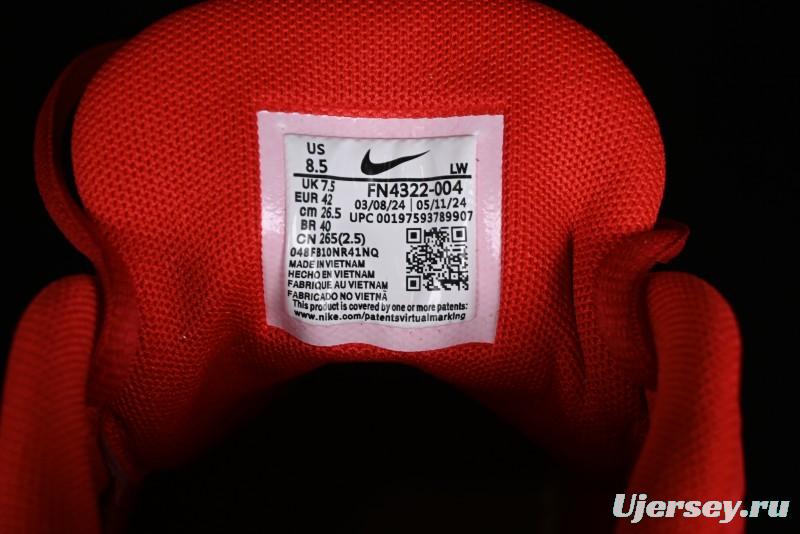 US
8.5
LW
UK 7.5
FN4322-004
EUR 42
03/08/24 | 05/11/24
cm 26.5
UPC 00197593789907
BR 40
CN 265(2.5)
048FB10NR41NQ
MADE IN VIETNAM
HECHO EN VIETNAM
FABRIQUE AU VIETNAM
FABRICADO NO VIETNÃ
This product is covered by one or more patents:
www.nike.com/patentsvirtualmarking
Ujersey.ru